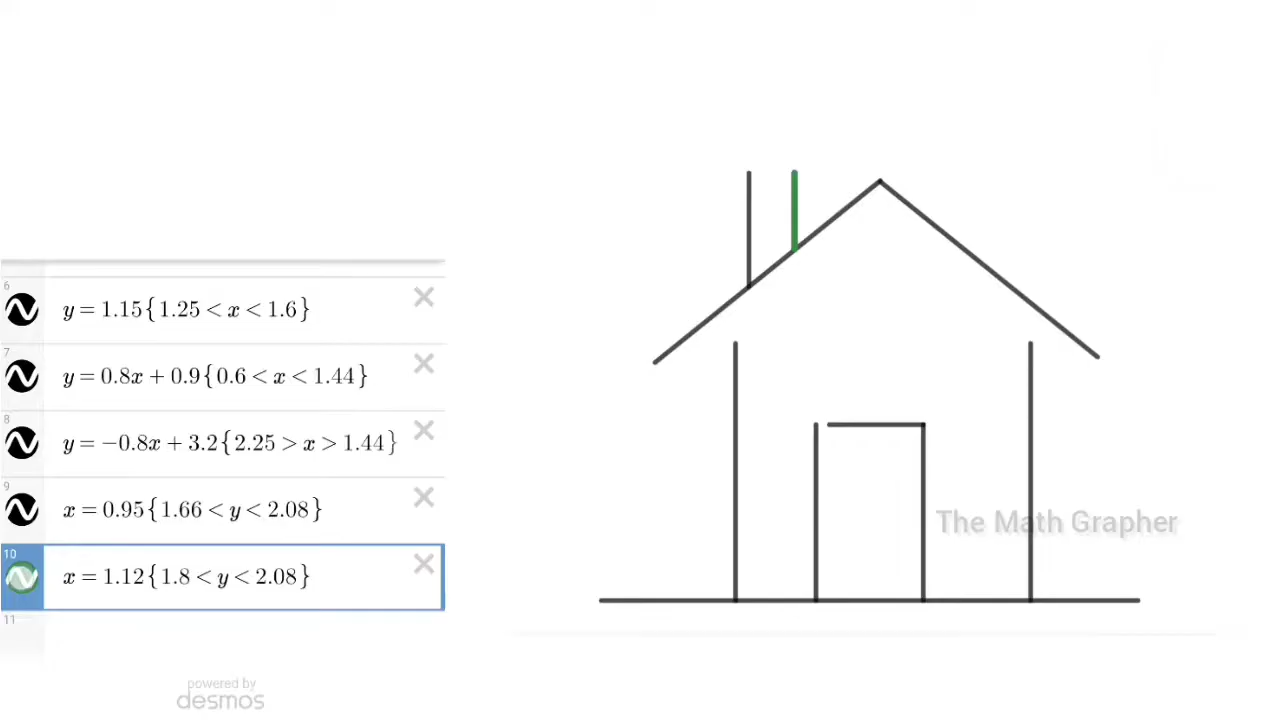 6
y = 1.15{1.25 < x < 1.6}
7
y = 0.8x + 0.9{0.6 < x < 1.44}
8
y = −0.8x + 3.2{2.25 > x > 1.44}
9
x = 0.95{1.66 < y < 2.08}
10
x = 1.12{1.8 < y < 2.08}
11
The Math Grapher
powered by
desmos